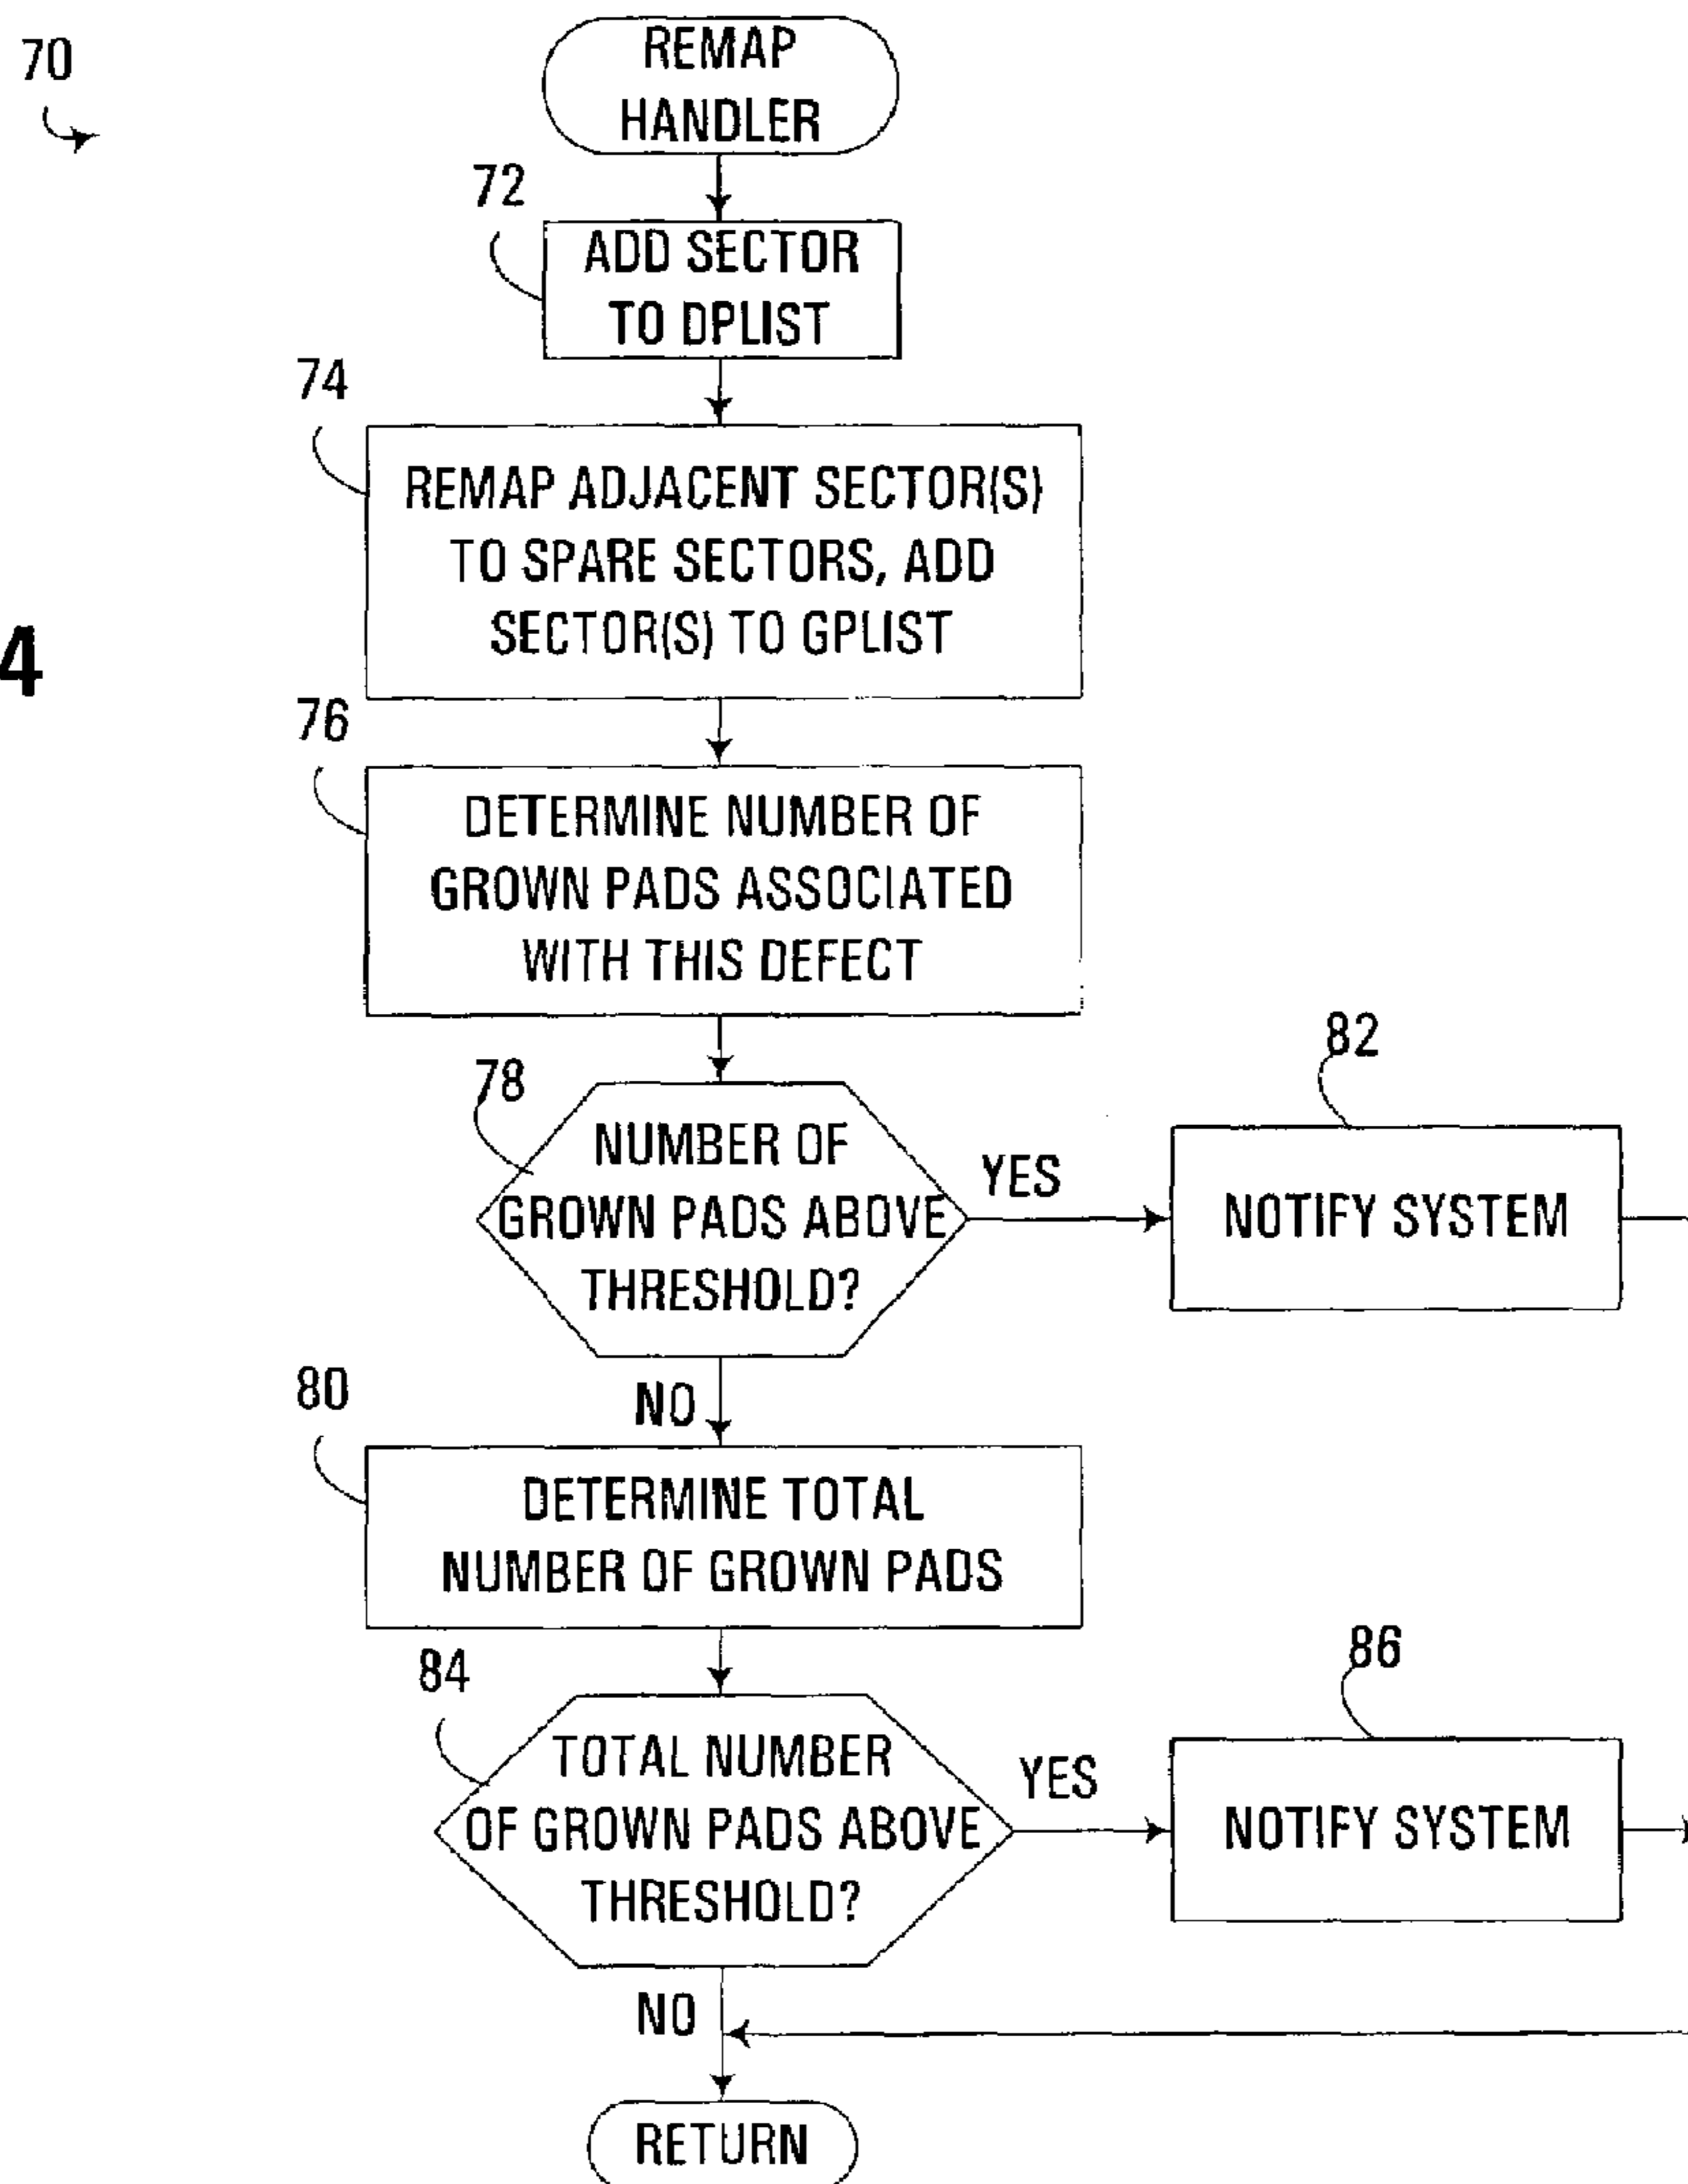 70
REMAP
HANDLER
72
ADD SECTOR
TO DPLIST
74
REMAP ADJACENT SECTOR(S)
TO SPARE SECTORS, ADD
SECTOR(S) TO GPLIST
4
76
DETERMINE NUMBER OF
GROWN PADS ASSOCIATED
WITH THIS DEFECT
78
NUMBER OF
GROWN PADS ABOVE
THRESHOLD?
YES
82
NOTIFY SYSTEM
NO
80
DETERMINE TOTAL
NUMBER OF GROWN PADS
84
TOTAL NUMBER
OF GROWN PADS ABOVE
THRESHOLD?
YES
86
NOTIFY SYSTEM
NO
RETURN